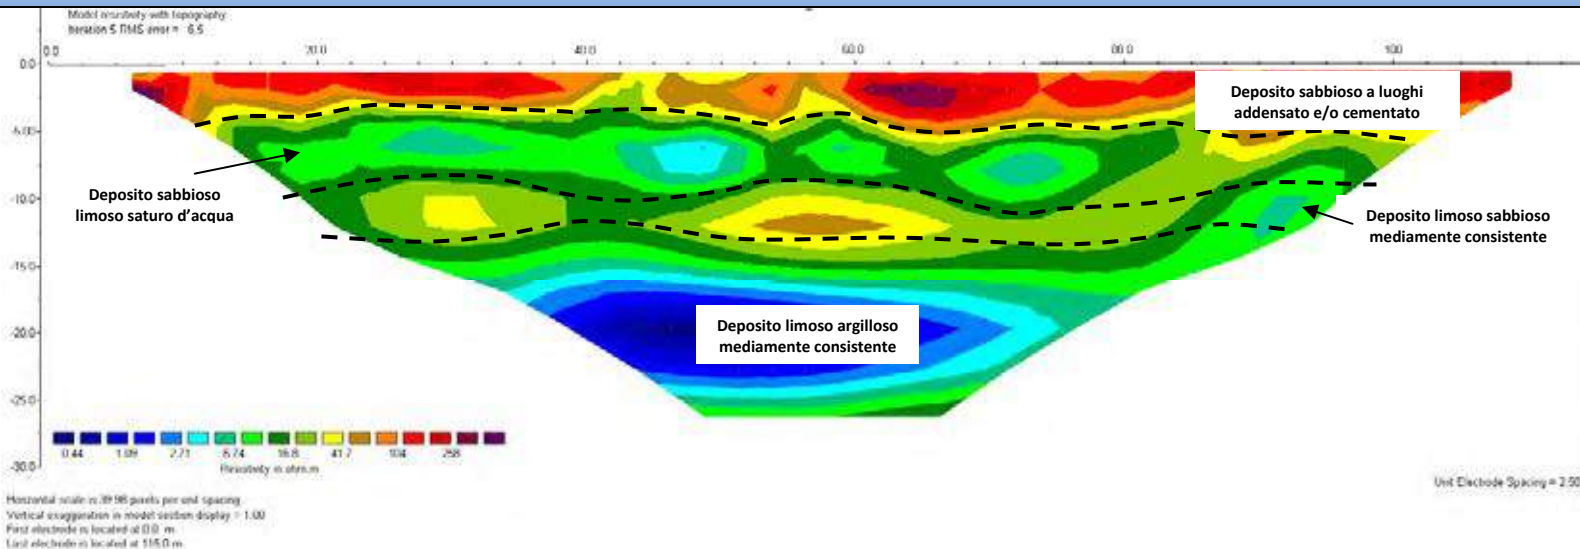 Model resistivity with topography
Iteration 5 RMS error = 6.5
0.0 20.0 40.0 60.0 80.0 100
0.0
-5.00
-10.0
-15.0
-20.0
-25.0
-30.0
Deposito sabbioso a luoghi
addensato e/o cementato
Deposito sabbioso
limoso saturo d’acqua
Deposito limoso sabbioso
mediamente consistente
Deposito limoso argilloso
mediamente consistente
0.44 1.09 2.71 6.74 16.8 41.7 104 258
Resistivity in ohm.m
Unit Electrode Spacing = 2.50
Horizontal scale is 39.98 pixels per unit spacing
Vertical exaggeration in model section display = 1.00
First electrode is located at 0.0 m.
Last electrode is located at 115.0 m.